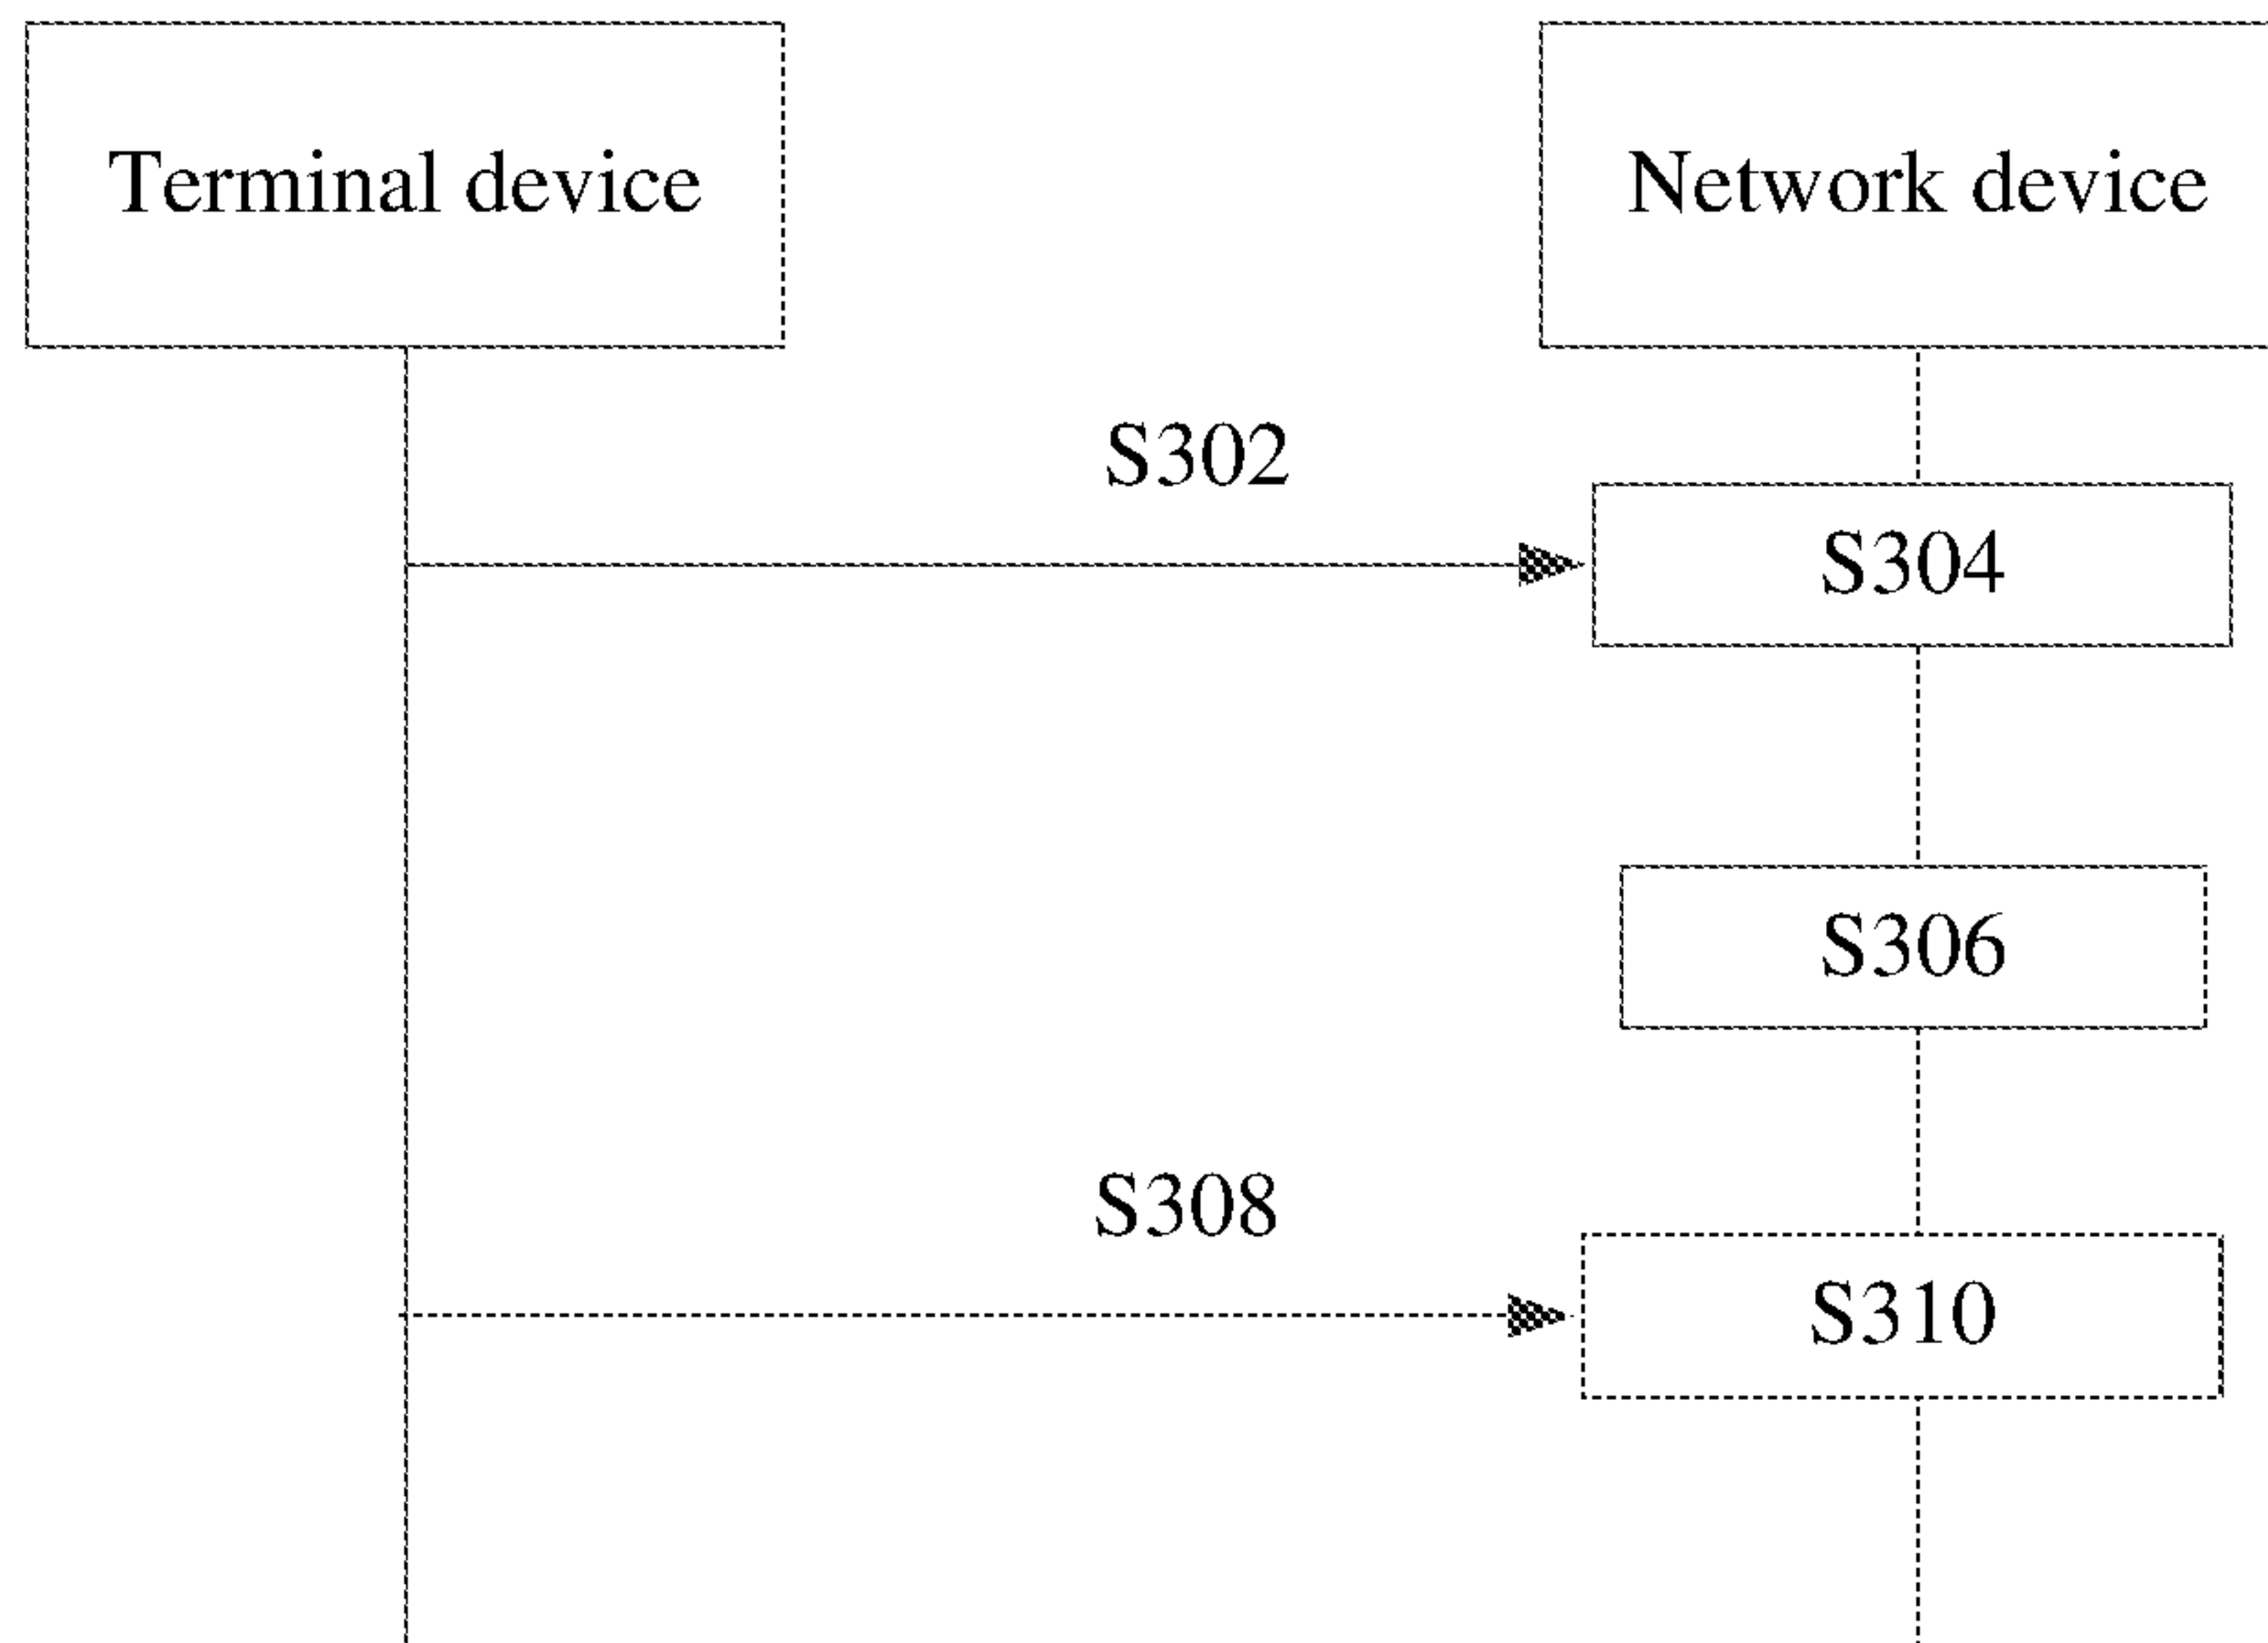 Terminal device
Network device
S302
S304
S306
S308
S310